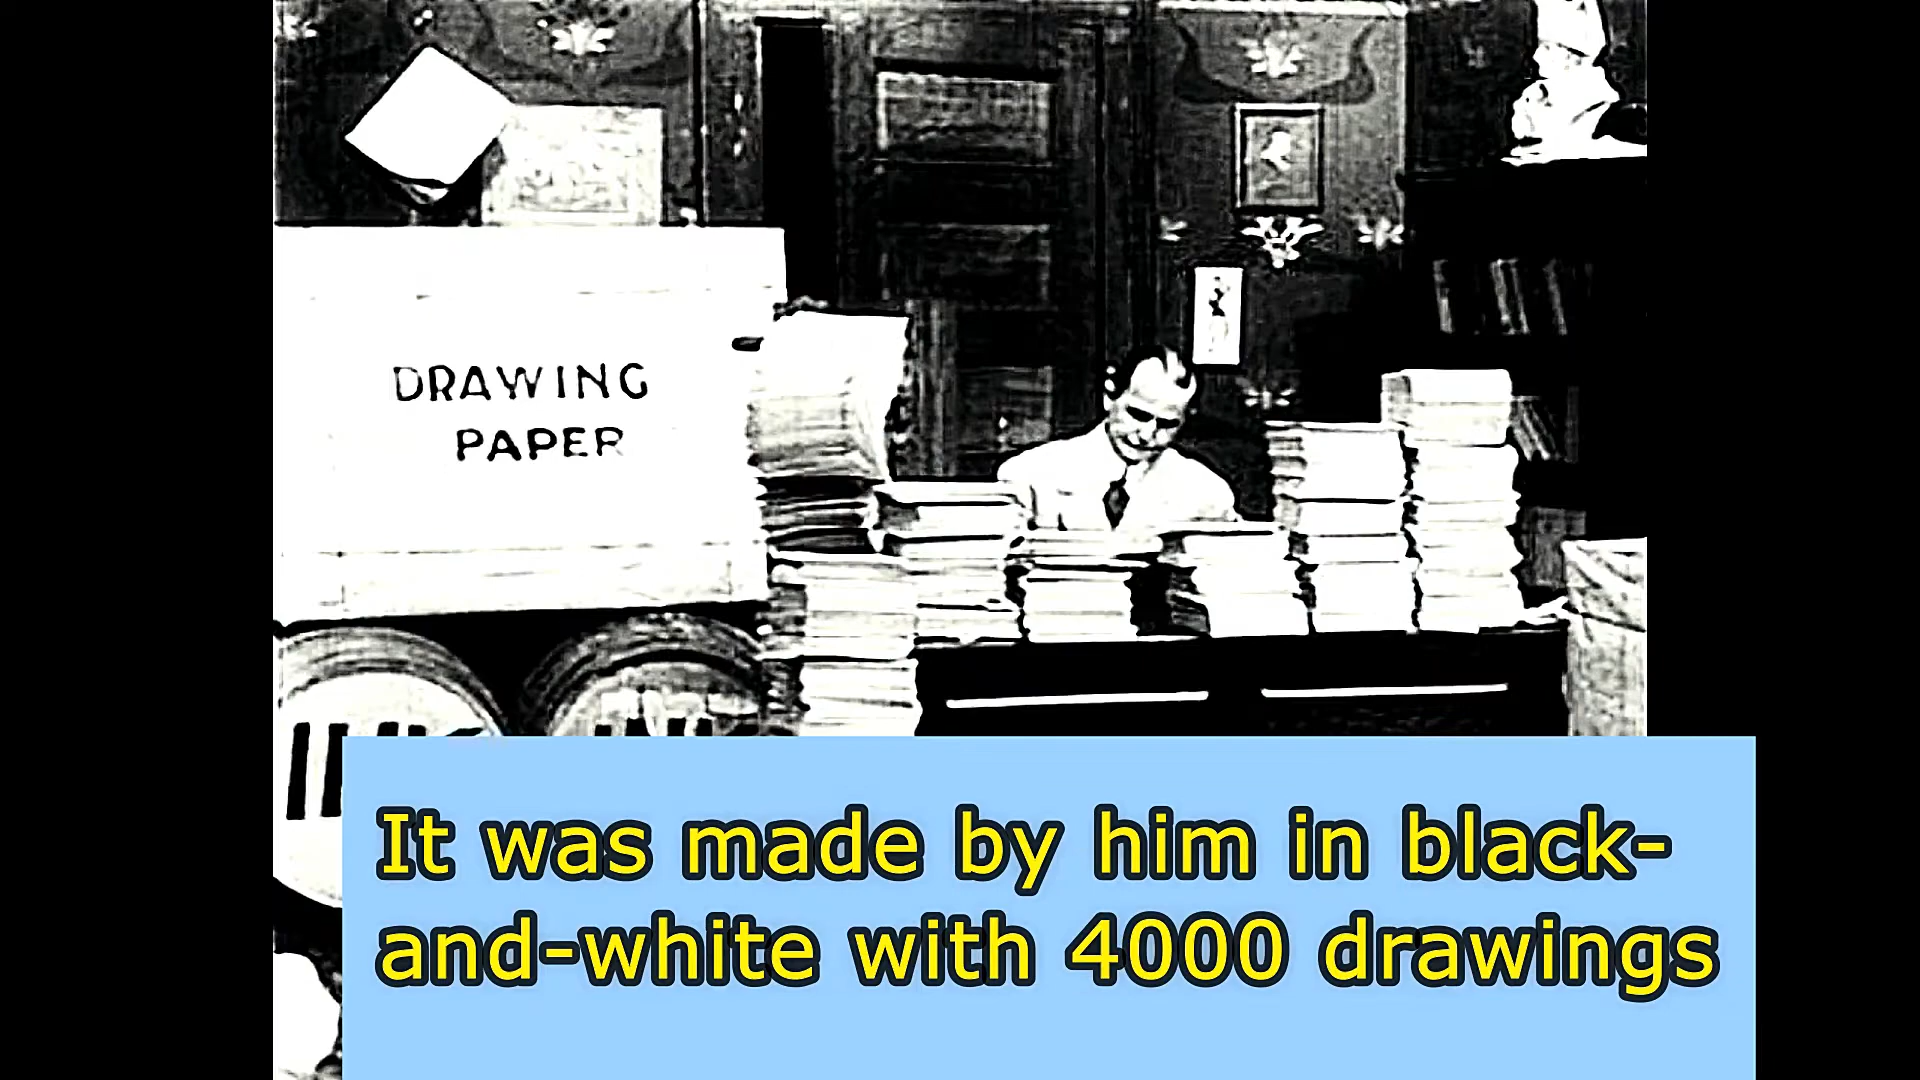 DRAWING
PAPER
It was made by him in black-
and-white with 4000 drawings